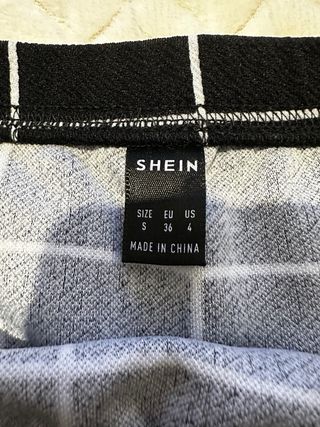 SHEIN
SIZE EU US
S 36 4
MADE IN CHINA